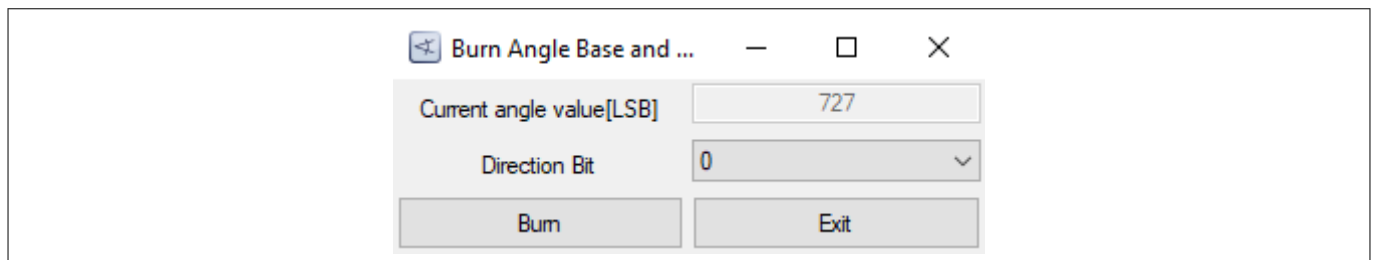 Burn Angle Base and ...
Current angle value[LSB] 727
Direction Bit 0
Burn Exit